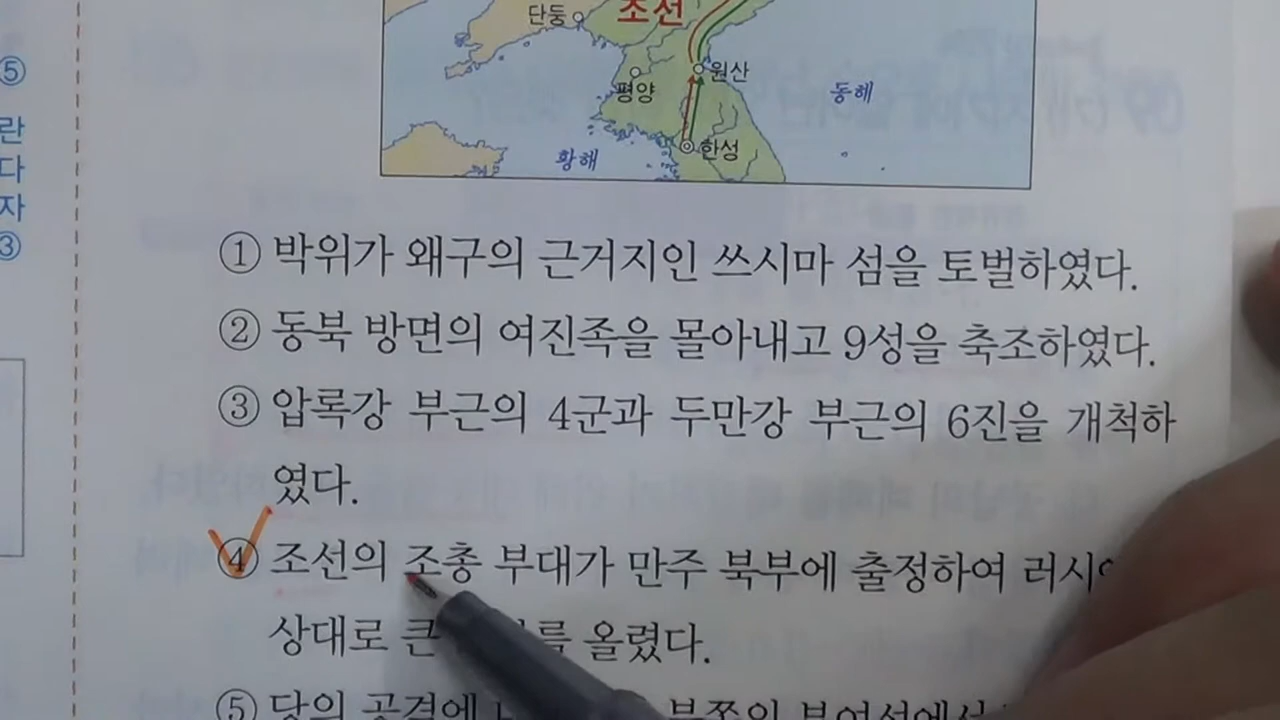 단둥
조선
원산
평양
동해
한성
황해
⑤
란
다
자
③
① 박위가 왜구의 근거지인 쓰시마 섬을 토벌하였다.
② 동북 방면의 여진족을 몰아내고 9성을 축조하였다.
③ 압록강 부근의 4군과 두만강 부근의 6진을 개척하
였다.
④ 조선의 조총 부대가 만주 북부에 출정하여 러시
상대로 큰 를 올렸다.
⑤ 당의 공격에